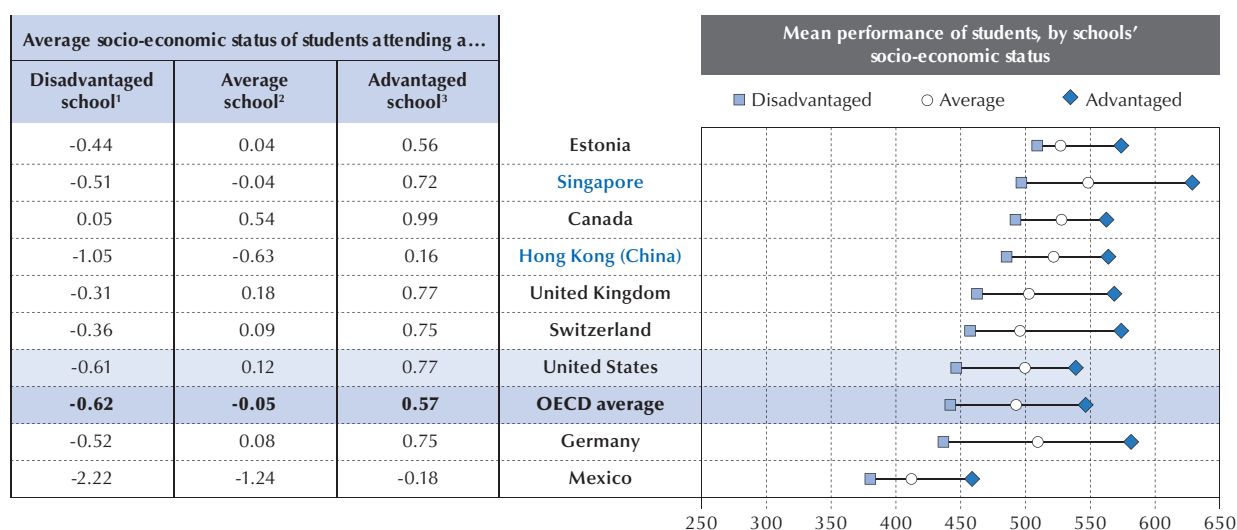 Average socio-economic status of students attending a…
Mean performance of students, by schools’
socio-economic status
Disadvantaged school¹ Average school² Advantaged school³
Disadvantaged Average Advantaged
-0.44 0.04 0.56 Estonia
-0.51 -0.04 0.72 Singapore
0.05 0.54 0.99 Canada
-1.05 -0.63 0.16 Hong Kong (China)
-0.31 0.18 0.77 United Kingdom
-0.36 0.09 0.75 Switzerland
-0.61 0.12 0.77 United States
-0.62 -0.05 0.57 OECD average
-0.52 0.08 0.75 Germany
-2.22 -1.24 -0.18 Mexico
250 300 350 400 450 500 550 600 650